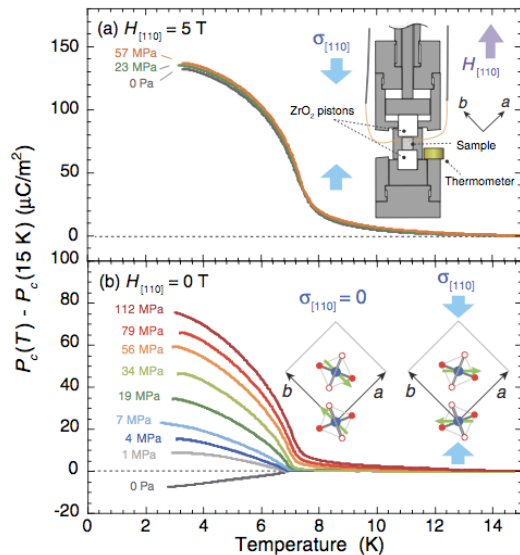 (a) H[110] = 5 T
57 MPa
23 MPa
0 Pa
σ[110]
H[110]
b
a
ZrO2 pistons
Sample
Thermometer
150
100
50
0
Pc(T) - Pc(15 K) (μC/m²)
(b) H[110] = 0 T
112 MPa
79 MPa
56 MPa
34 MPa
19 MPa
7 MPa
4 MPa
1 MPa
0 Pa
σ[110] = 0
σ[110]
b
a
b
a
80
60
40
20
0
-20
0
2
4
6
8
10
12
14
Temperature (K)